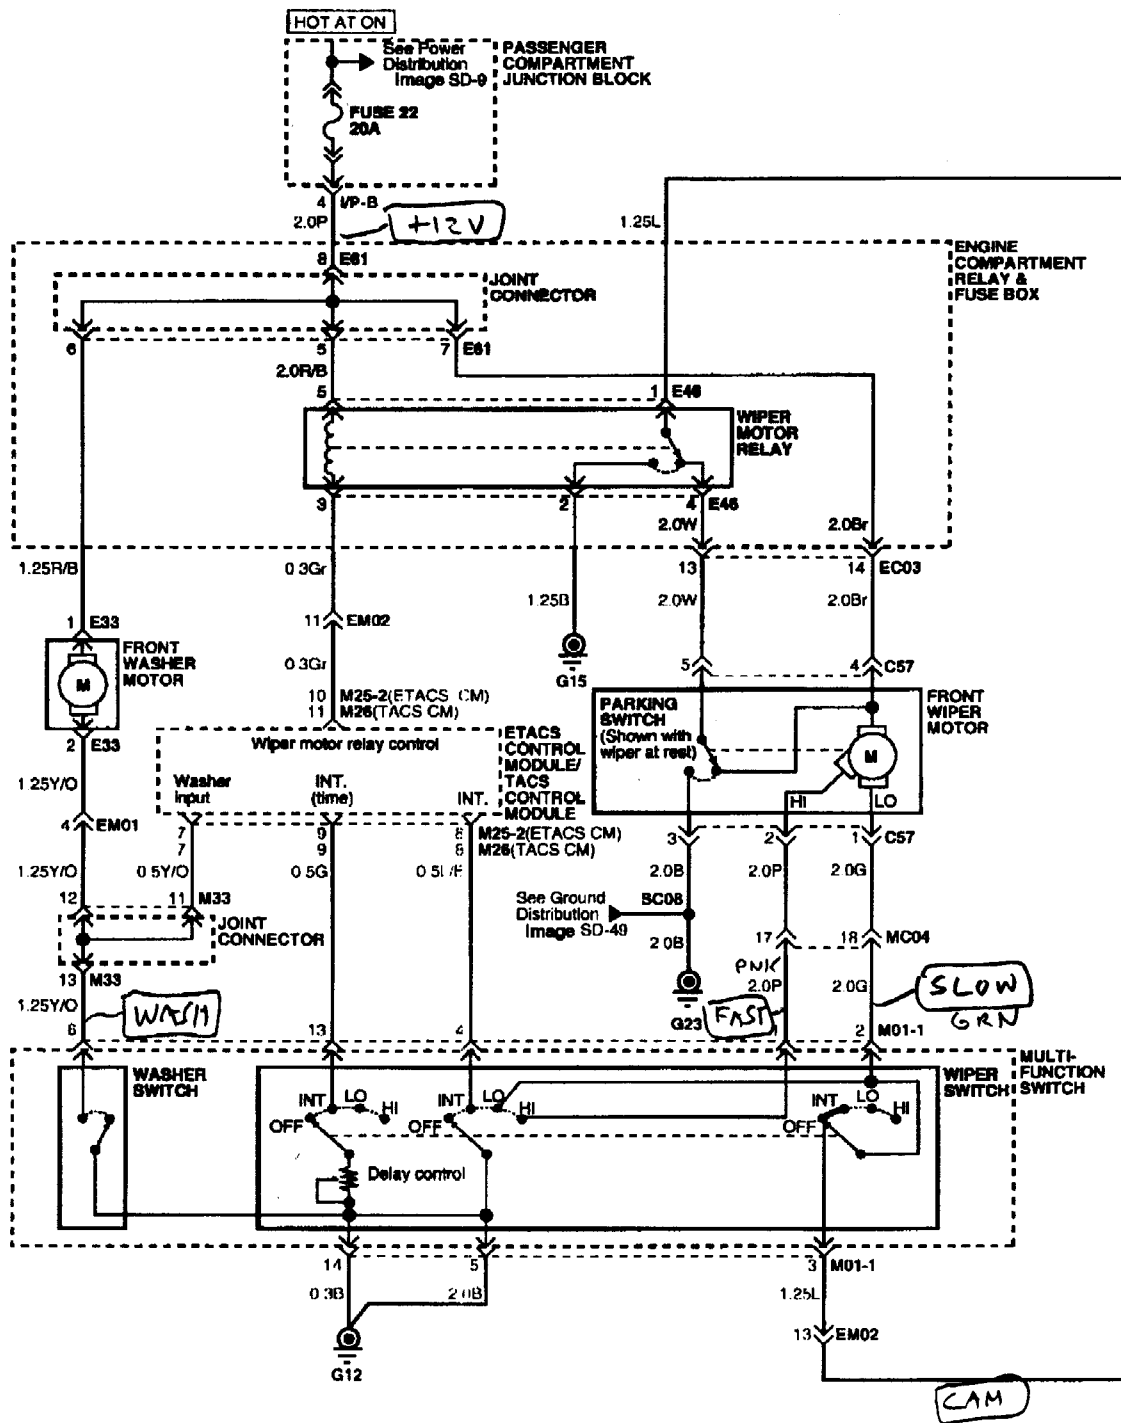 HOT AT ON
See Power
Distribution
Image SD-9
PASSENGER
COMPARTMENT
JUNCTION BLOCK
FUSE 22
20A
4 I/P-B
2.0P
+12V
1.25L
8 E61
ENGINE
COMPARTMENT
RELAY &
FUSE BOX
JOINT
CONNECTOR
6 5 7 E61
2.0R/B
5 1 E46
WIPER
MOTOR
RELAY
3 2 4 E46
2.0W 2.0Br
13 14 EC03
1.25R/B 0.3Gr 1.25B 2.0W 2.0Br
11 EM02
1 E33
FRONT
WASHER
MOTOR
M
0.3Gr
G15
5 4 C57
10 M25-2(ETACS CM)
11 M26(TACS CM)
PARKING
SWITCH
(Shown with
wiper at rest)
M
FRONT
WIPER
MOTOR
HI LO
2 E33
Wiper motor relay control
ETACS
CONTROL
MODULE/
TACS
CONTROL
MODULE
Washer
input
INT.
(time)
INT.
1.25Y/O
4 EM01
7 9 8 M25-2(ETACS CM)
7 9 8 M26(TACS CM)
3 2 1 C57
1.25Y/O 0.5Y/O 0.5G 2.0B 2.0P 2.0G
12 11 M33
JOINT
CONNECTOR
See Ground
Distribution
Image SD-49
SC08
2.0B
17 18 MC04
PNK
2.0P 2.0G
SLOW
GRN
13 M33
1.25Y/O
WASH
G23
FAST
6 13 4 1 2 M01-1
WASHER
SWITCH
WIPER
SWITCH
MULTI-
FUNCTION
SWITCH
OFF INT LO HI
OFF INT LO HI
OFF INT LO HI
Delay control
14 5 3 M01-1
0.3B 2.0B 1.25L
13 EM02
G12
CAM